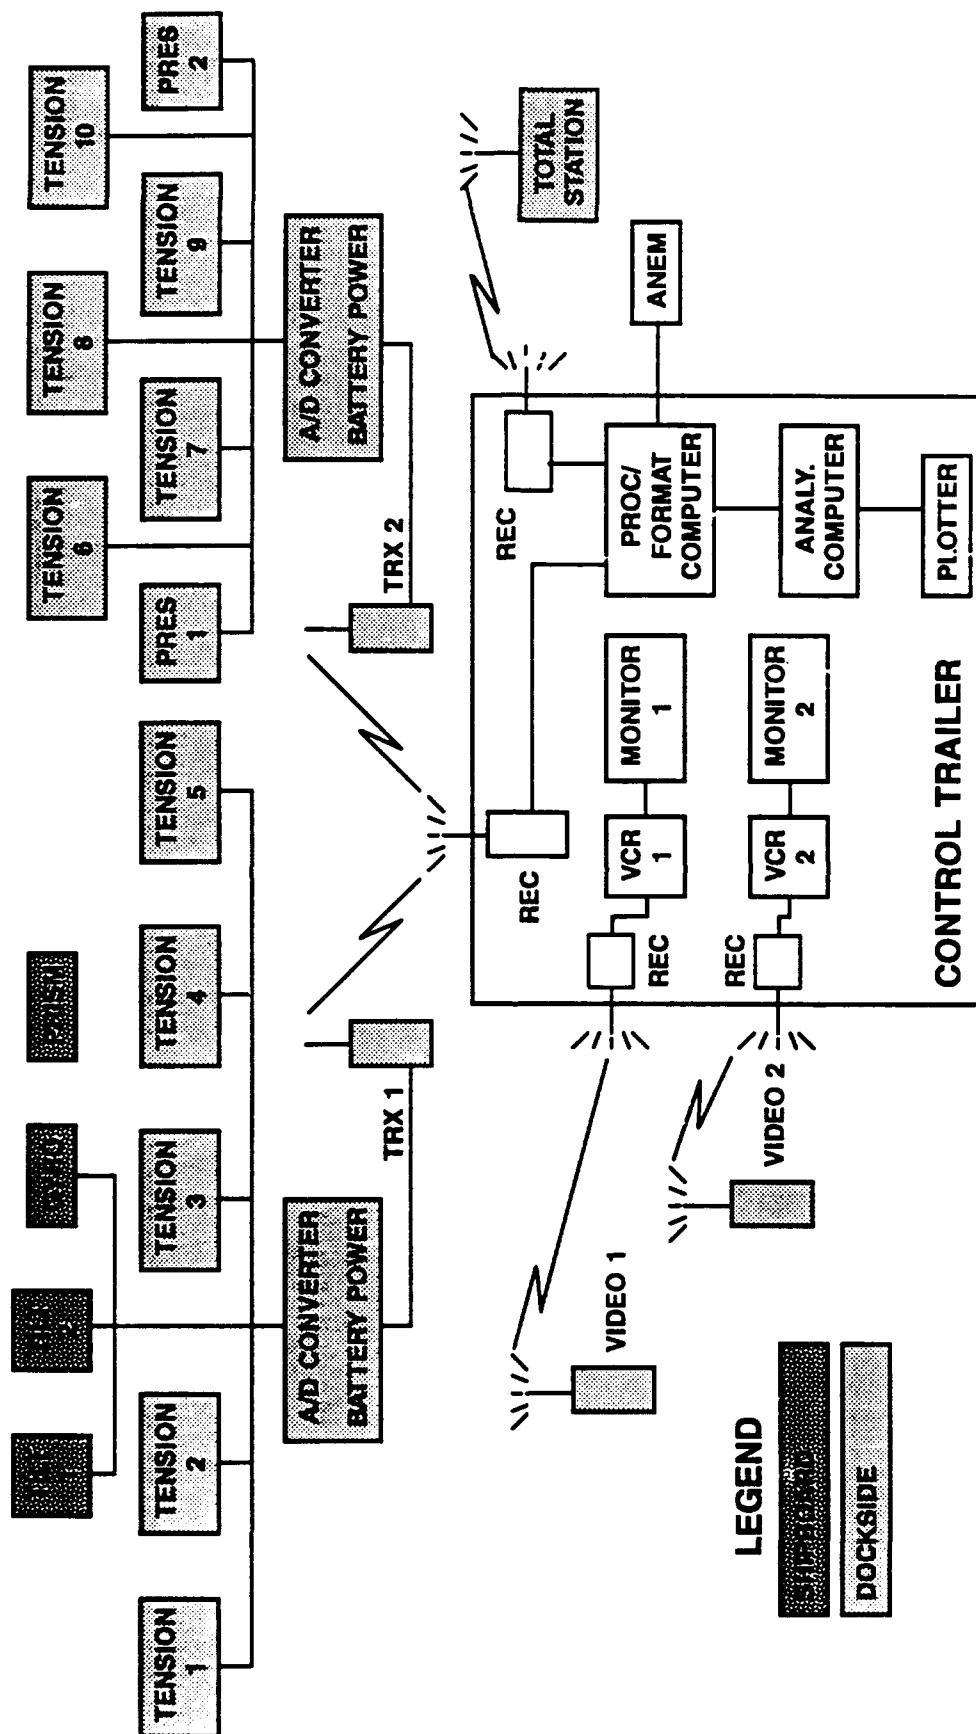 TENSION
6
TENSION
8
TENSION
10
GYRO
PRISM
TENSION
1
TENSION
2
TENSION
3
TENSION
4
TENSION
5
PRES
1
TENSION
7
TENSION
9
PRES
2
A/D CONVERTER
BATTERY POWER
A/D CONVERTER
BATTERY POWER
TRX 1
TRX 2
REC
REC
TOTAL
STATION
VIDEO 1
REC
VCR
1
MONITOR
1
PROC/
FORMAT
COMPUTER
ANEM
VIDEO 2
REC
VCR
2
MONITOR
2
ANALY.
COMPUTER
PLOTTER
CONTROL TRAILER
LEGEND
SHIPBOARD
DOCKSIDE